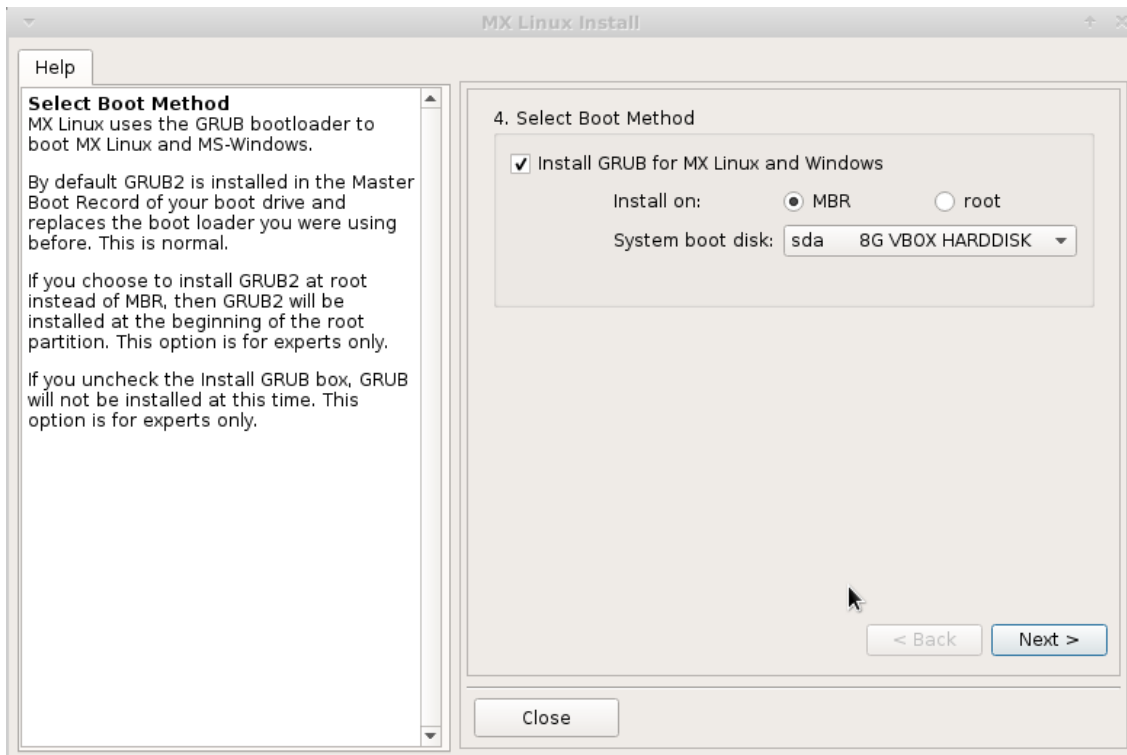 MX Linux Install
Help
Select Boot Method
MX Linux uses the GRUB bootloader to
boot MX Linux and MS-Windows.
By default GRUB2 is installed in the Master
Boot Record of your boot drive and
replaces the boot loader you were using
before. This is normal.
If you choose to install GRUB2 at root
instead of MBR, then GRUB2 will be
installed at the beginning of the root
partition. This option is for experts only.
If you uncheck the Install GRUB box, GRUB
will not be installed at this time. This
option is for experts only.
4. Select Boot Method
Install GRUB for MX Linux and Windows
Install on: MBR root
System boot disk: sda 8G VBOX HARDDISK
< Back Next >
Close